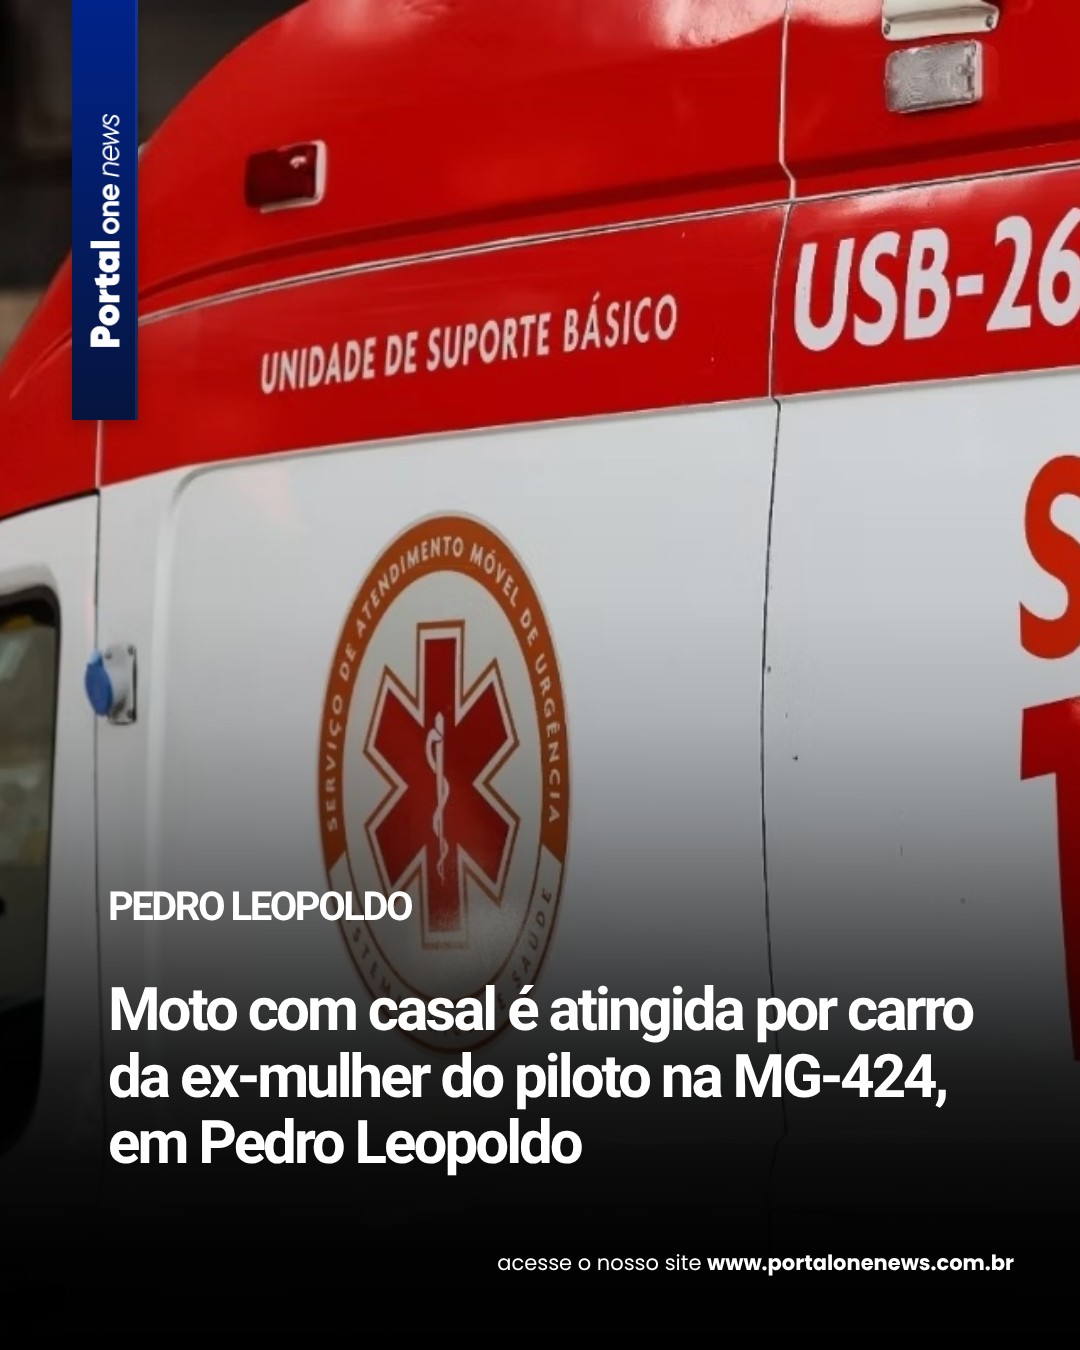 Portal one news
UNIDADE DE SUPORTE BÁSICO
USB-26
SERVIÇO DE ATENDIMENTO MÓVEL DE URGÊNCIA
SAÚDE
PEDRO LEOPOLDO
Moto com casal é atingida por carro
da ex-mulher do piloto na MG-424,
em Pedro Leopoldo
acesse o nosso site www.portalonenews.com.br